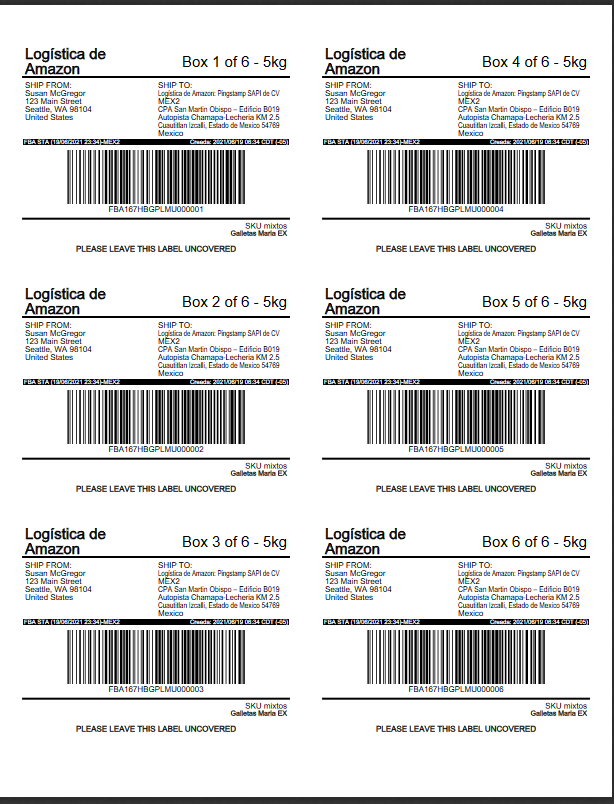 Logística de
Amazon
Box 1 of 6 - 5kg
SHIP FROM:
Susan McGregor
123 Main Street
Seattle, WA 98104
United States
SHIP TO:
Logística de Amazon: Pingstamp SAPI de CV
MEX2
CPA San Martin Obispo – Edificio B019
Autopista Chamapa-Lecheria KM 2.5
Cuautitlan Izcalli, Estado de Mexico 54769
Mexico
FBA STA (19/06/2021 23:34)-MEX2
Creada: 2021/06/19 06:34 CDT (-05)
FBA167HBGPLMU000001
SKU mixtos
Galletas Maria EX
PLEASE LEAVE THIS LABEL UNCOVERED
Logística de
Amazon
Box 2 of 6 - 5kg
SHIP FROM:
Susan McGregor
123 Main Street
Seattle, WA 98104
United States
SHIP TO:
Logística de Amazon: Pingstamp SAPI de CV
MEX2
CPA San Martin Obispo – Edificio B019
Autopista Chamapa-Lecheria KM 2.5
Cuautitlan Izcalli, Estado de Mexico 54769
Mexico
FBA STA (19/06/2021 23:34)-MEX2
Creada: 2021/06/19 06:34 CDT (-05)
FBA167HBGPLMU000002
SKU mixtos
Galletas Maria EX
PLEASE LEAVE THIS LABEL UNCOVERED
Logística de
Amazon
Box 3 of 6 - 5kg
SHIP FROM:
Susan McGregor
123 Main Street
Seattle, WA 98104
United States
SHIP TO:
Logística de Amazon: Pingstamp SAPI de CV
MEX2
CPA San Martin Obispo – Edificio B019
Autopista Chamapa-Lecheria KM 2.5
Cuautitlan Izcalli, Estado de Mexico 54769
Mexico
FBA STA (19/06/2021 23:34)-MEX2
Creada: 2021/06/19 06:34 CDT (-05)
FBA167HBGPLMU000003
SKU mixtos
Galletas Maria EX
PLEASE LEAVE THIS LABEL UNCOVERED
Logística de
Amazon
Box 4 of 6 - 5kg
SHIP FROM:
Susan McGregor
123 Main Street
Seattle, WA 98104
United States
SHIP TO:
Logística de Amazon: Pingstamp SAPI de CV
MEX2
CPA San Martin Obispo – Edificio B019
Autopista Chamapa-Lecheria KM 2.5
Cuautitlan Izcalli, Estado de Mexico 54769
Mexico
FBA STA (19/06/2021 23:34)-MEX2
Creada: 2021/06/19 06:34 CDT (-05)
FBA167HBGPLMU000004
SKU mixtos
Galletas Maria EX
PLEASE LEAVE THIS LABEL UNCOVERED
Logística de
Amazon
Box 5 of 6 - 5kg
SHIP FROM:
Susan McGregor
123 Main Street
Seattle, WA 98104
United States
SHIP TO:
Logística de Amazon: Pingstamp SAPI de CV
MEX2
CPA San Martin Obispo – Edificio B019
Autopista Chamapa-Lecheria KM 2.5
Cuautitlan Izcalli, Estado de Mexico 54769
Mexico
FBA STA (19/06/2021 23:34)-MEX2
Creada: 2021/06/19 06:34 CDT (-05)
FBA167HBGPLMU000005
SKU mixtos
Galletas Maria EX
PLEASE LEAVE THIS LABEL UNCOVERED
Logística de
Amazon
Box 6 of 6 - 5kg
SHIP FROM:
Susan McGregor
123 Main Street
Seattle, WA 98104
United States
SHIP TO:
Logística de Amazon: Pingstamp SAPI de CV
MEX2
CPA San Martin Obispo – Edificio B019
Autopista Chamapa-Lecheria KM 2.5
Cuautitlan Izcalli, Estado de Mexico 54769
Mexico
FBA STA (19/06/2021 23:34)-MEX2
Creada: 2021/06/19 06:34 CDT (-05)
FBA167HBGPLMU000006
SKU mixtos
Galletas Maria EX
PLEASE LEAVE THIS LABEL UNCOVERED